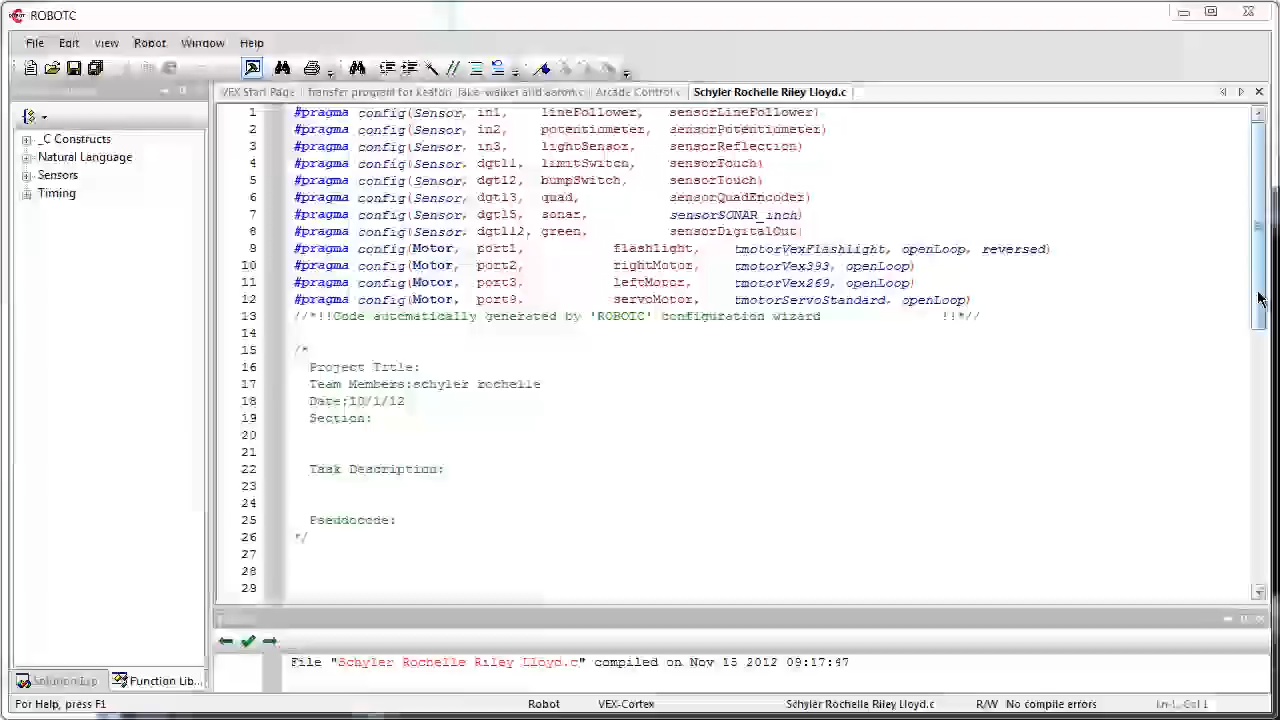 ROBOTC
File Edit View Robot Window Help
VEX Start Page transfer program for keaton, jake, walker and aaron.c Arcade Control.c Schyler Rochelle Riley Lloyd.c
_C Constructs
Natural Language
Sensors
Timing
1 #pragma config(Sensor, in1, lineFollower, sensorLineFollower)
2 #pragma config(Sensor, in2, potentiometer, sensorPotentiometer)
3 #pragma config(Sensor, in3, lightSensor, sensorReflection)
4 #pragma config(Sensor, dgtl1, limitSwitch, sensorTouch)
5 #pragma config(Sensor, dgtl2, bumpSwitch, sensorTouch)
6 #pragma config(Sensor, dgtl3, quad, sensorQuadEncoder)
7 #pragma config(Sensor, dgtl5, sonar, sensorSONAR_inch)
8 #pragma config(Sensor, dgtl12, green, sensorDigitalOut)
9 #pragma config(Motor, port1, flashlight, tmotorVexFlashlight, openLoop, reversed)
10 #pragma config(Motor, port2, rightMotor, tmotorVex393, openLoop)
11 #pragma config(Motor, port3, leftMotor, tmotorVex269, openLoop)
12 #pragma config(Motor, port9, servoMotor, tmotorServoStandard, openLoop)
13 //*!!Code automatically generated by 'ROBOTC' configuration wizard !!*//
14
15 /*
16 Project Title:
17 Team Members:schyler rochelle
18 Date:10/1/12
19 Section:
20
21
22 Task Description:
23
24
25 Pseudocode:
26 */
27
28
29
File "Schyler Rochelle Riley Lloyd.c" compiled on Nov 15 2012 09:17:47
Solution Exp Function Lib...
For Help, press F1 Robot VEX-Cortex Schyler Rochelle Riley Lloyd.c R/W No compile errors Ln 1, Col 1